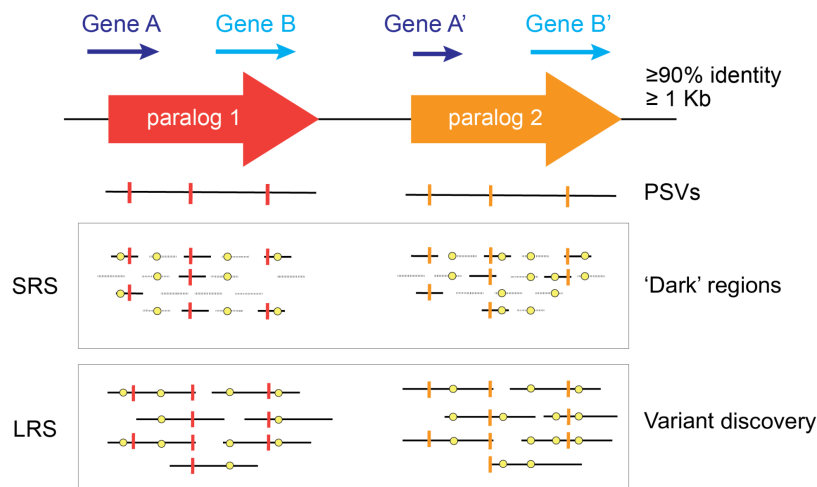 Gene A
Gene B
Gene A’
Gene B’
≥90% identity
≥ 1 Kb
paralog 1
paralog 2
PSVs
SRS
‘Dark’ regions
LRS
Variant discovery